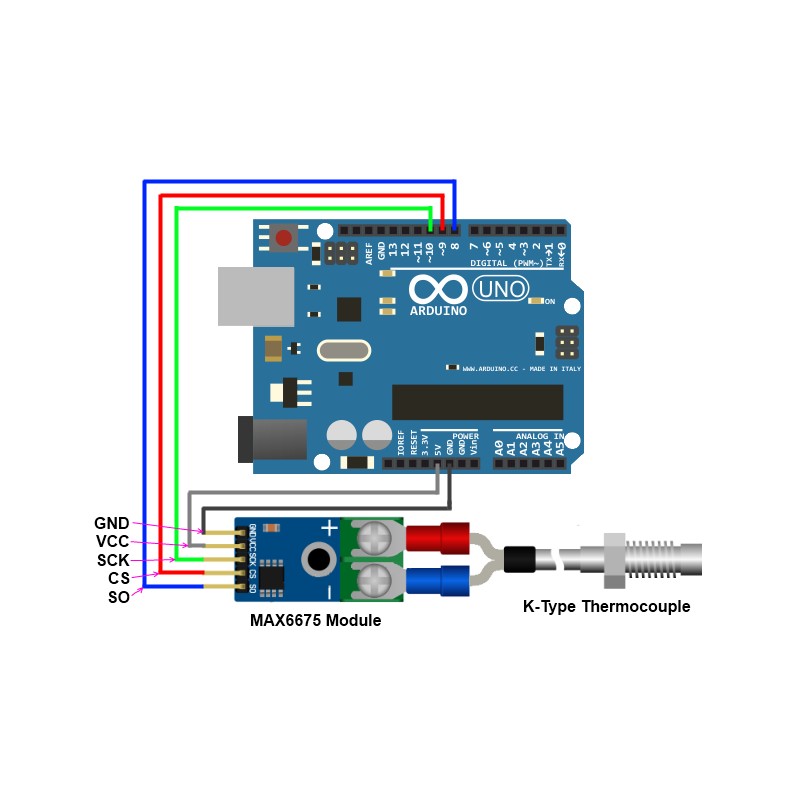 AREF
GND
13
12
~11
~10
~9
8
7
~6
~5
4
~3
2
TX→1
RX←0
DIGITAL (PWM~)
UNO
ARDUINO
ON
WWW.ARDUINO.CC - MADE IN ITALY
POWER
ANALOG IN
IOREF
RESET
3.3V
5V
GND
GND
Vin
A0
A1
A2
A3
A4
A5
GND
VCC
SCK
CS
SO
GND
VCC
SCK
CS
SO
+
−
MAX6675 Module
K-Type Thermocouple